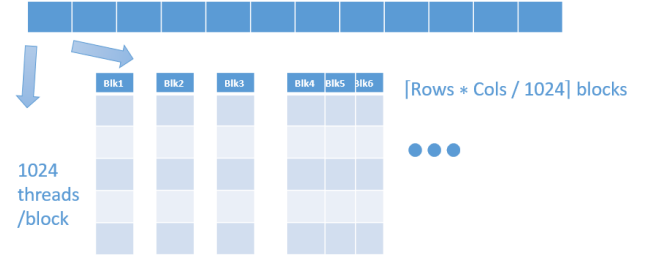 Blk1 Blk2 Blk3 Blk4 Blk5 Blk6
⌈Rows * Cols / 1024⌉ blocks
1024
threads
/block